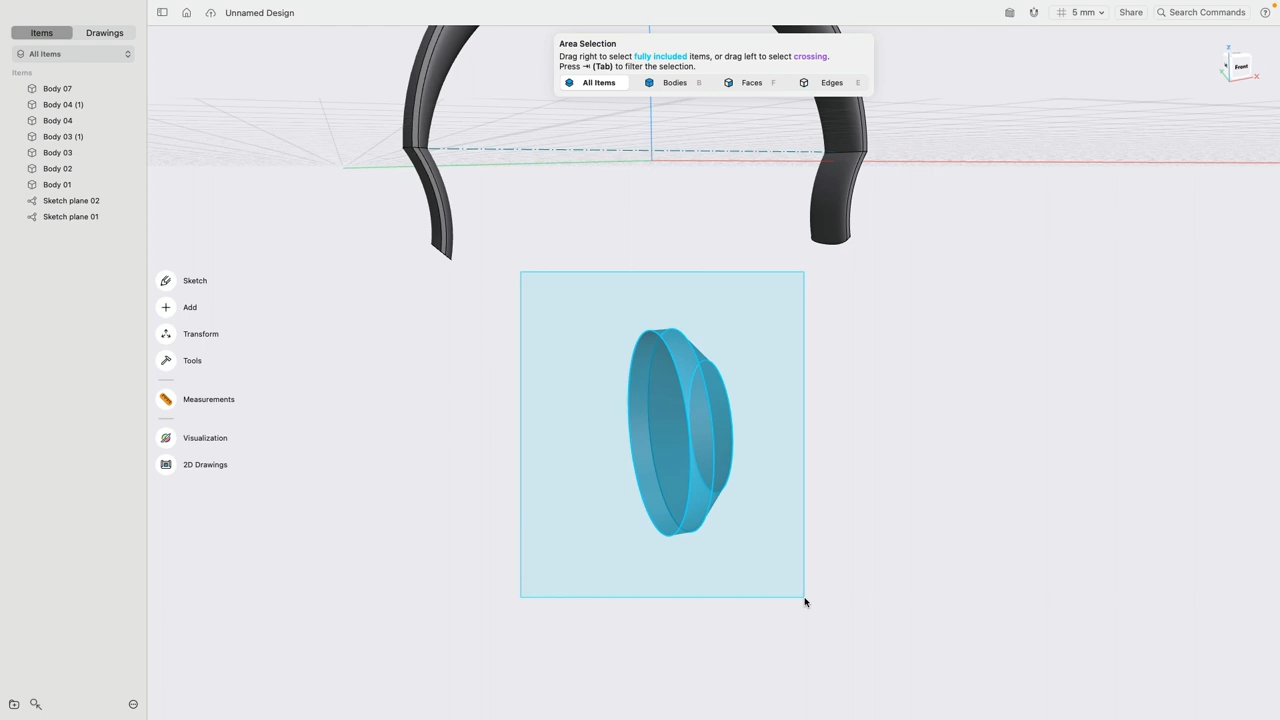 Unnamed Design
5 mm
Share
Search Commands
Items
Drawings
All Items
Items
Body 07
Body 04 (1)
Body 04
Body 03 (1)
Body 03
Body 02
Body 01
Sketch plane 02
Sketch plane 01
Area Selection
Drag right to select fully included items, or drag left to select crossing.
Press ⇥ (Tab) to filter the selection.
All Items
Bodies B
Faces F
Edges E
Z
Front
Y
X
Sketch
Add
Transform
Tools
Measurements
Visualization
2D Drawings